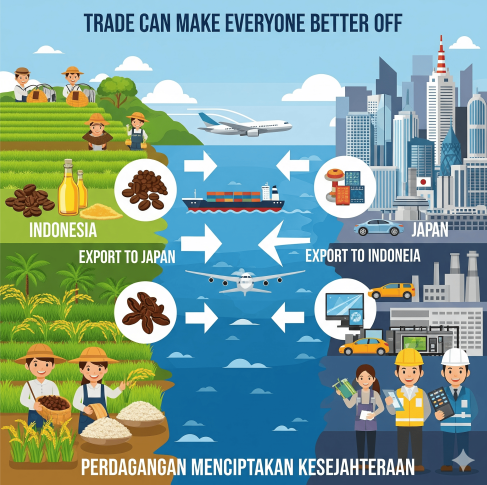 TRADE CAN MAKE EVERYONE BETTER OFF
INDONESIA
JAPAN
EXPORT TO JAPAN
EXPORT TO INDONEIA
PERDAGANGAN MENCIPTAKAN KESEJAHTERAAN